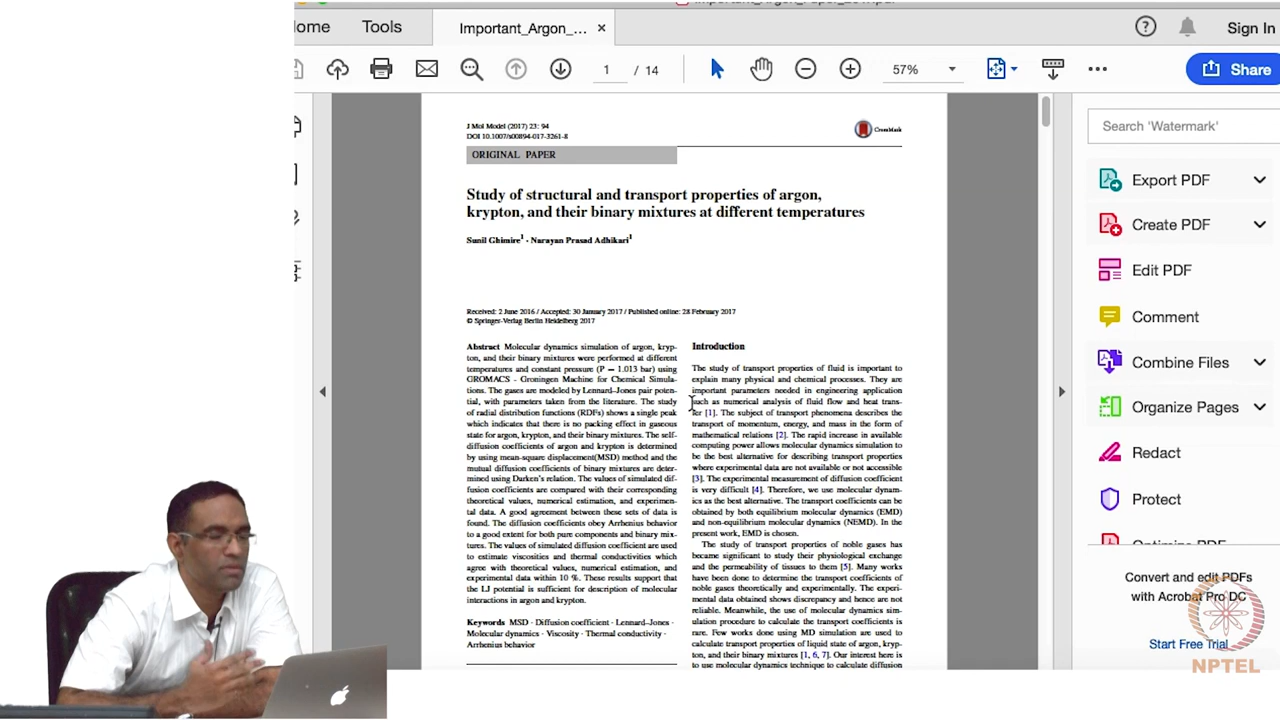 Important_Argon_Paper_2017.pdf
ome Tools Important_Argon_... × Sign In
1 / 14 57% Share
J Mol Model (2017) 23: 94
DOI 10.1007/s00894-017-3261-8
CrossMark
ORIGINAL PAPER
Study of structural and transport properties of argon,
krypton, and their binary mixtures at different temperatures
Sunil Ghimire1 · Narayan Prasad Adhikari1
Received: 2 June 2016 / Accepted: 30 January 2017 / Published online: 28 February 2017
© Springer-Verlag Berlin Heidelberg 2017
Abstract Molecular dynamics simulation of argon, kryp-
ton, and their binary mixtures were performed at different
temperatures and constant pressure (P = 1.013 bar) using
GROMACS - Groningen Machine for Chemical Simula-
tions. The gases are modeled by Lennard–Jones pair poten-
tial, with parameters taken from the literature. The study
of radial distribution functions (RDFs) shows a single peak
which indicates that there is no packing effect in gaseous
state for argon, krypton, and their binary mixtures. The self-
diffusion coefficients of argon and krypton is determined
by using mean-square displacement(MSD) method and the
mutual diffusion coefficients of binary mixtures are deter-
mined using Darken's relation. The values of simulated dif-
fusion coefficients are compared with their corresponding
theoretical values, numerical estimation, and experimen-
tal data. A good agreement between these sets of data is
found. The diffusion coefficients obey Arrhenius behavior
to a good extent for both pure components and binary mix-
tures. The values of simulated diffusion coefficient are used
to estimate viscosities and thermal conductivities which
agree with theoretical values, numerical estimation, and
experimental data within 10 %. These results support that
the LJ potential is sufficient for description of molecular
interactions in argon and krypton.
Keywords MSD · Diffusion coefficient · Lennard–Jones ·
Molecular dynamics · Viscosity · Thermal conductivity ·
Arrhenius behavior
Introduction
The study of transport properties of fluid is important to
explain many physical and chemical processes. They are
important parameters needed in engineering application
such as numerical analysis of fluid flow and heat trans-
fer [1]. The subject of transport phenomena describes the
transport of momentum, energy, and mass in the form of
mathematical relations [2]. The rapid increase in available
computing power allows molecular dynamics simulation to
be the best alternative for describing transport properties
where experimental data are not available or not accessible
[3]. The experimental measurement of diffusion coefficient
is very difficult [4]. Therefore, we use molecular dynam-
ics as the best alternative. The transport coefficients can be
obtained by both equilibrium molecular dynamics (EMD)
and non-equilibrium molecular dynamics (NEMD). In the
present work, EMD is chosen.
The study of transport properties of noble gases has
became significant to study their physiological exchange
and the permeability of tissues to them [5]. Many works
have been done to determine the transport coefficients of
noble gases theoretically and experimentally. The experi-
mental data obtained shows discrepancy and hence are not
reliable. Meanwhile, the use of molecular dynamics sim-
ulation procedure to calculate the transport coefficients is
rare. Few works done using MD simulation are used to
calculate transport properties of liquid state of argon, kryp-
ton, and their binary mixtures [1, 6, 7]. Our interest here is
to use molecular dynamics technique to calculate diffusion
Search 'Watermark'
Export PDF
Create PDF
Edit PDF
Comment
Combine Files
Organize Pages
Redact
Protect
Optimize PDF
Convert and edit PDFs
with Acrobat Pro DC
Start Free Trial
NPTEL